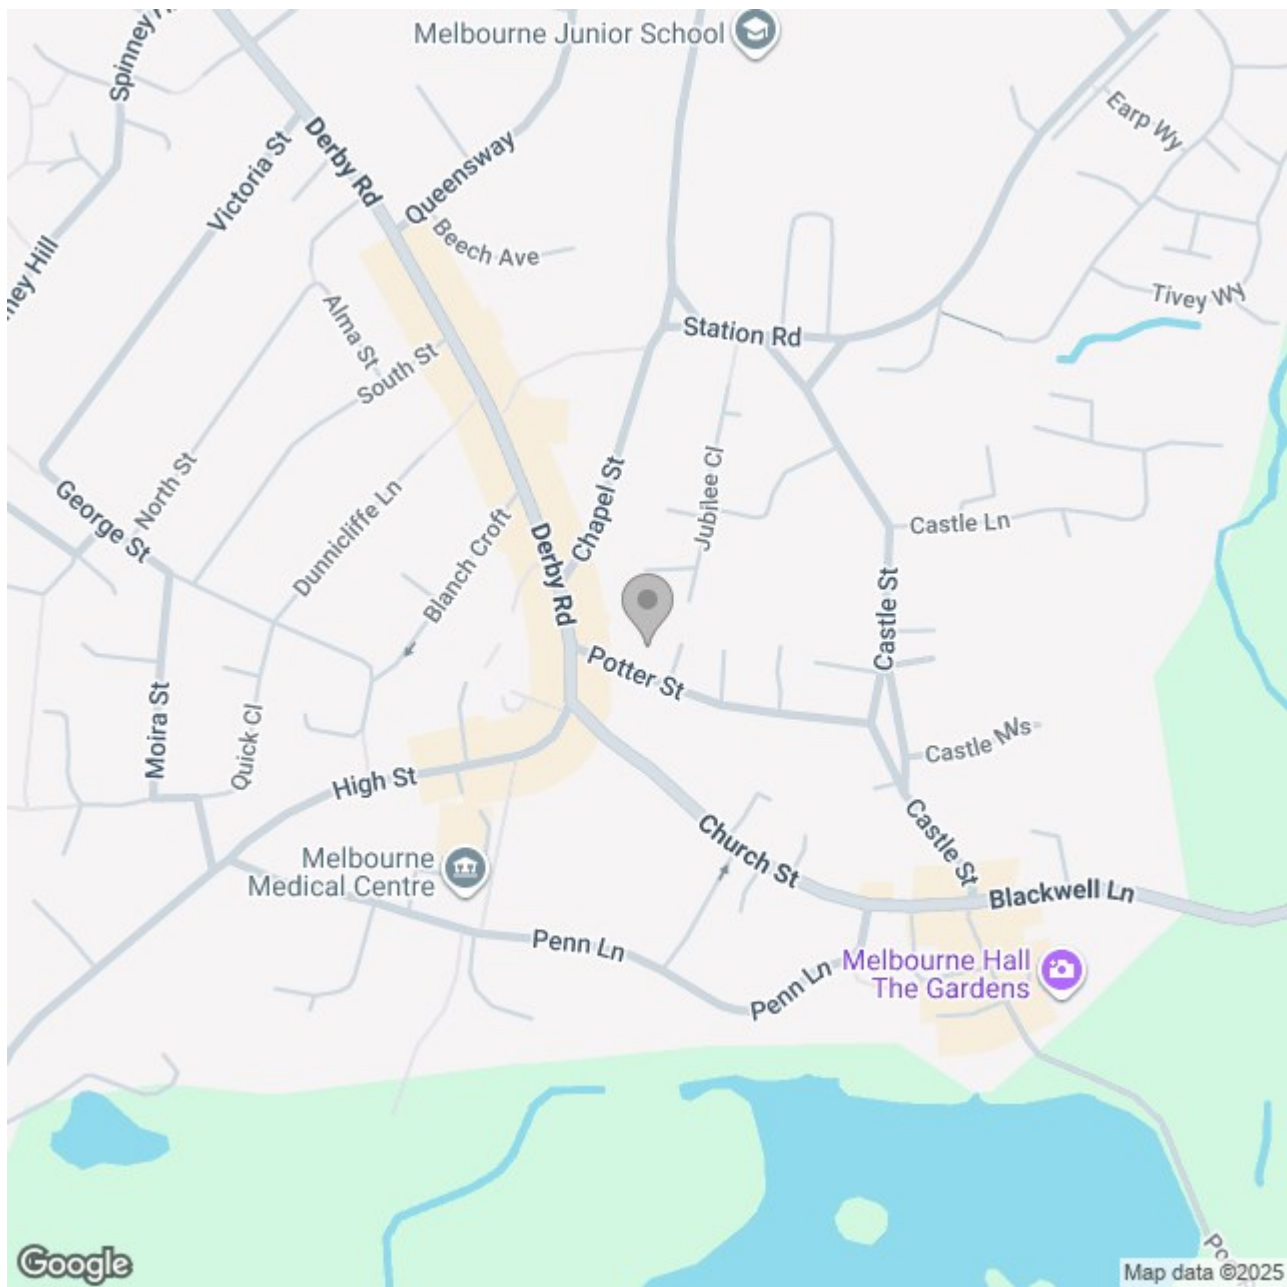 Melbourne Junior School
Spinney H
Derby Rd
Victoria St
Queensway
Beech Ave
Earp Wy
Tivey Wy
ney Hill
Alma St
South St
Station Rd
North St
George St
Dunnicliffe Ln
Blanch Croft
Derby Rd
Chapel St
Jubilee Cl
Castle Ln
Castle St
Potter St
Moira St
Quick Cl
High St
Castle Ms
Church St
Castle St
Blackwell Ln
Melbourne
Medical Centre
Penn Ln
Penn Ln
Melbourne Hall
The Gardens
Google
Map data ©2025